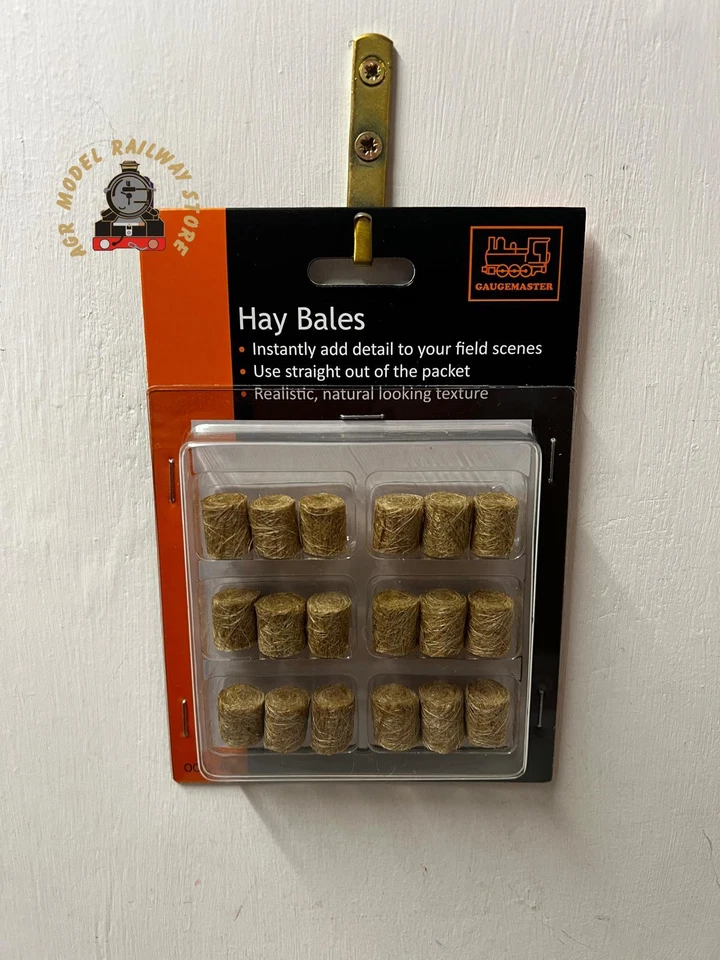 AGR MODEL RAILWAY STORE
GAUGEMASTER
Hay Bales
• Instantly add detail to your field scenes
• Use straight out of the packet
• Realistic, natural looking texture